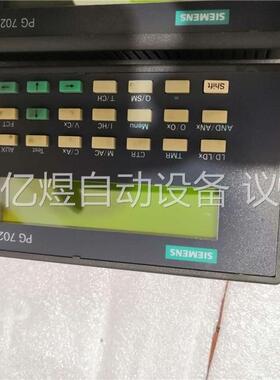 PG 702
SIEMENS
Shift
=
Q/SM
T/CH
AND/ANx
O/Ox
Menu
I/HC
V/Cx
FCT
LD/LDx
TMR
CTR
M/AC
C/Ax
Test
AUX
亿煜自动设备 议
PG 702
SIEMENS